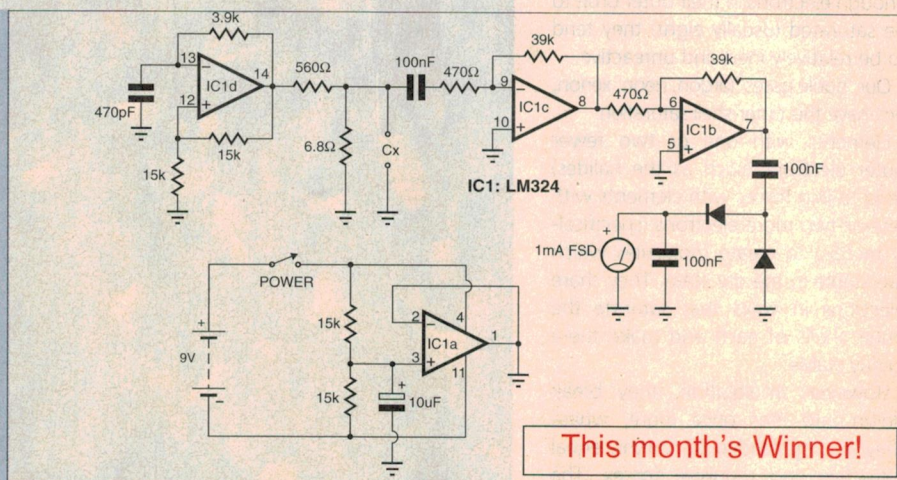 3.9k
13
14
12
IC1d
470pF
15k
15k
560Ω
6.8Ω
Cx
100nF
470Ω
39k
9
8
10
IC1c
470Ω
39k
6
7
5
IC1b
IC1: LM324
100nF
1mA FSD
100nF
POWER
9V
15k
15k
2
3
4
1
11
IC1a
10uF
This month's Winner!